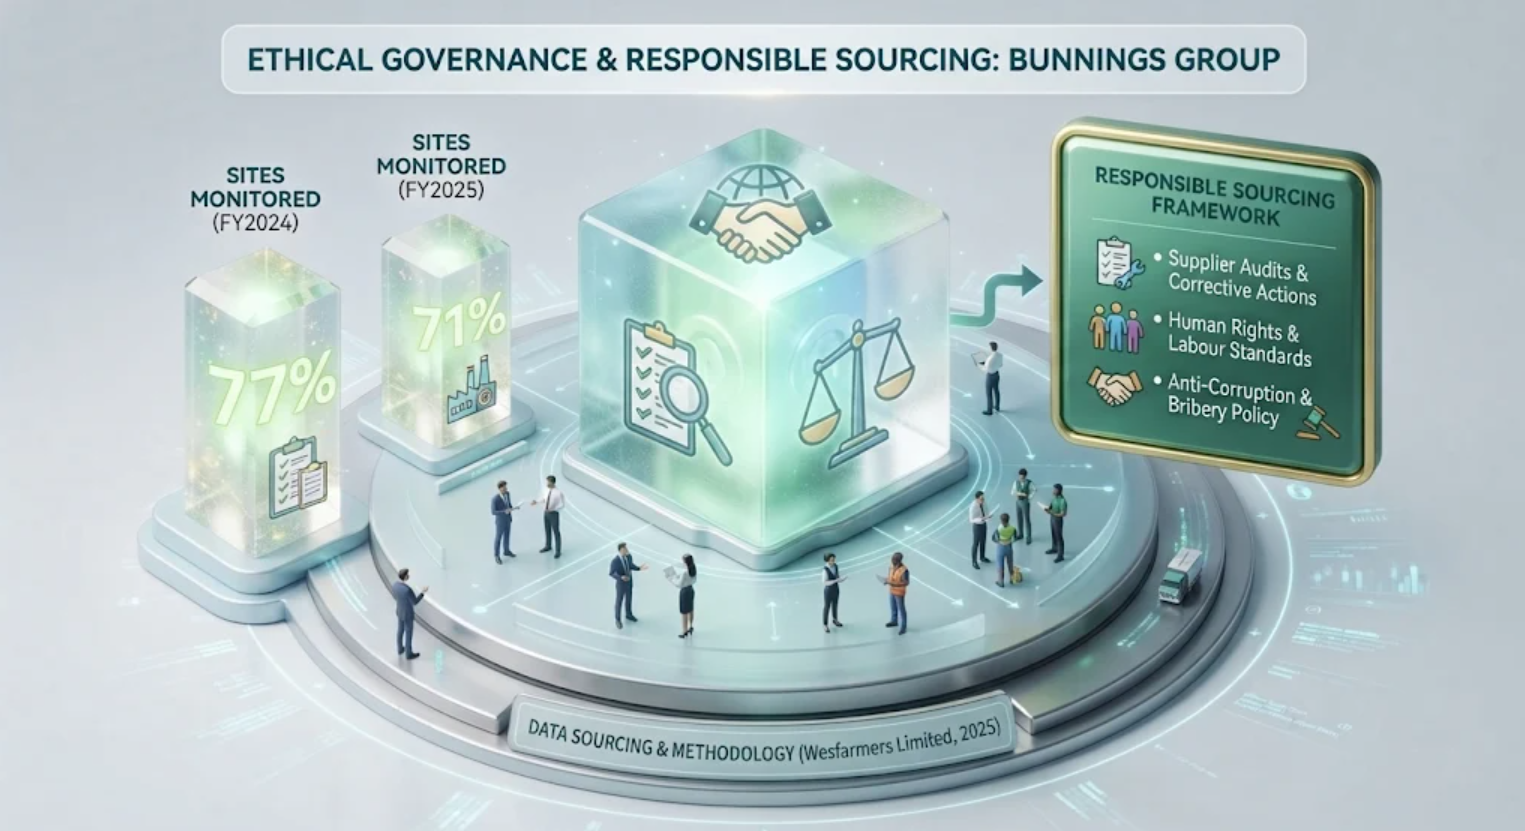 ETHICAL GOVERNANCE & RESPONSIBLE SOURCING: BUNNINGS GROUP
SITES
MONITORED
(FY2024)
77%
SITES
MONITORED
(FY2025)
71%
RESPONSIBLE SOURCING
FRAMEWORK
• Supplier Audits &
Corrective Actions
• Human Rights &
Labour Standards
• Anti-Corruption &
Bribery Policy
DATA SOURCING & METHODOLOGY (Wesfarmers Limited, 2025)